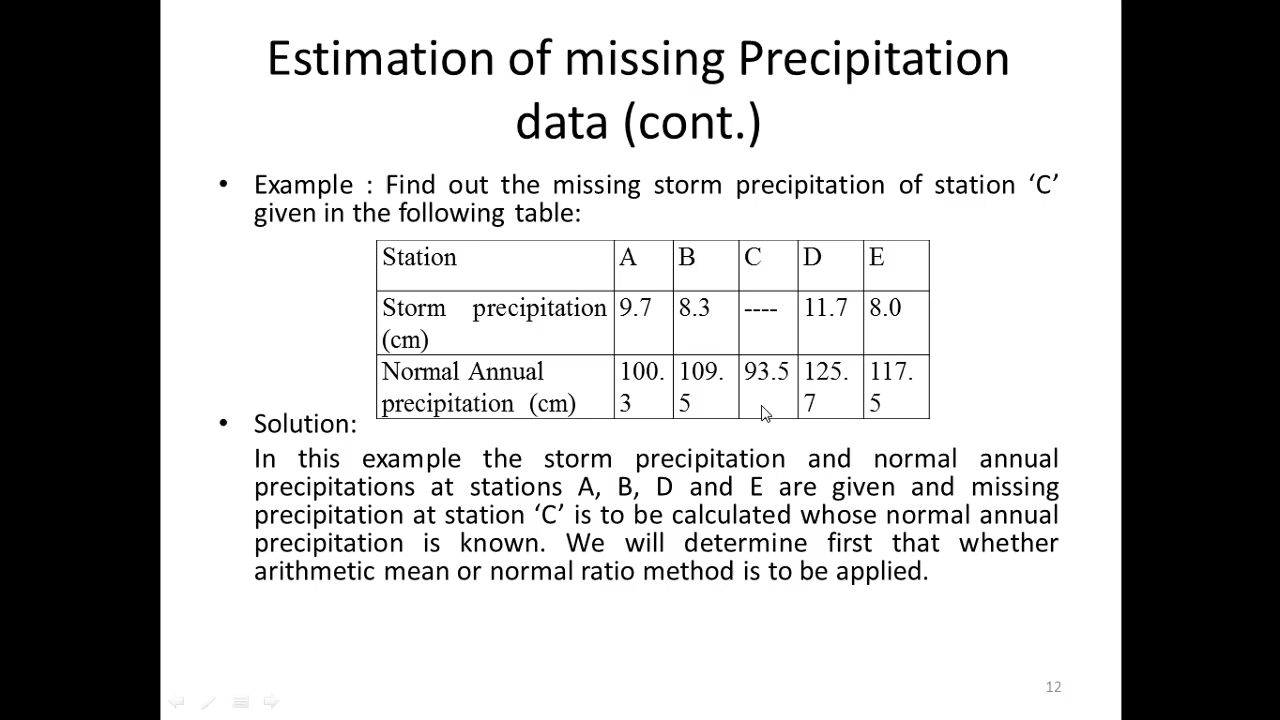 Estimation of missing Precipitation
data (cont.)
• Example : Find out the missing storm precipitation of station ‘C’
given in the following table:
Station A B C D E
Storm precipitation 9.7 8.3 ---- 11.7 8.0
(cm)
Normal Annual 100. 109. 93.5 125. 117.
precipitation (cm) 3 5 7 5
• Solution:
In this example the storm precipitation and normal annual
precipitations at stations A, B, D and E are given and missing
precipitation at station ‘C’ is to be calculated whose normal annual
precipitation is known. We will determine first that whether
arithmetic mean or normal ratio method is to be applied.
12